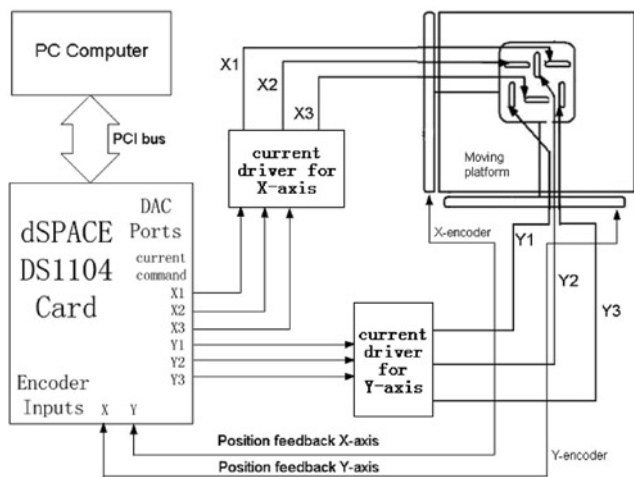 PC Computer
PCI bus
dSPACE
DS1104
Card
DAC
Ports
current
command
X1
X2
X3
Y1
Y2
Y3
Encoder
Inputs
X
Y
current
driver for
X-axis
X1
X2
X3
current
driver
for
Y-axis
Y1
Y2
Y3
Moving
platform
X-encoder
Y-encoder
Position feedback X-axis
Position feedback Y-axis